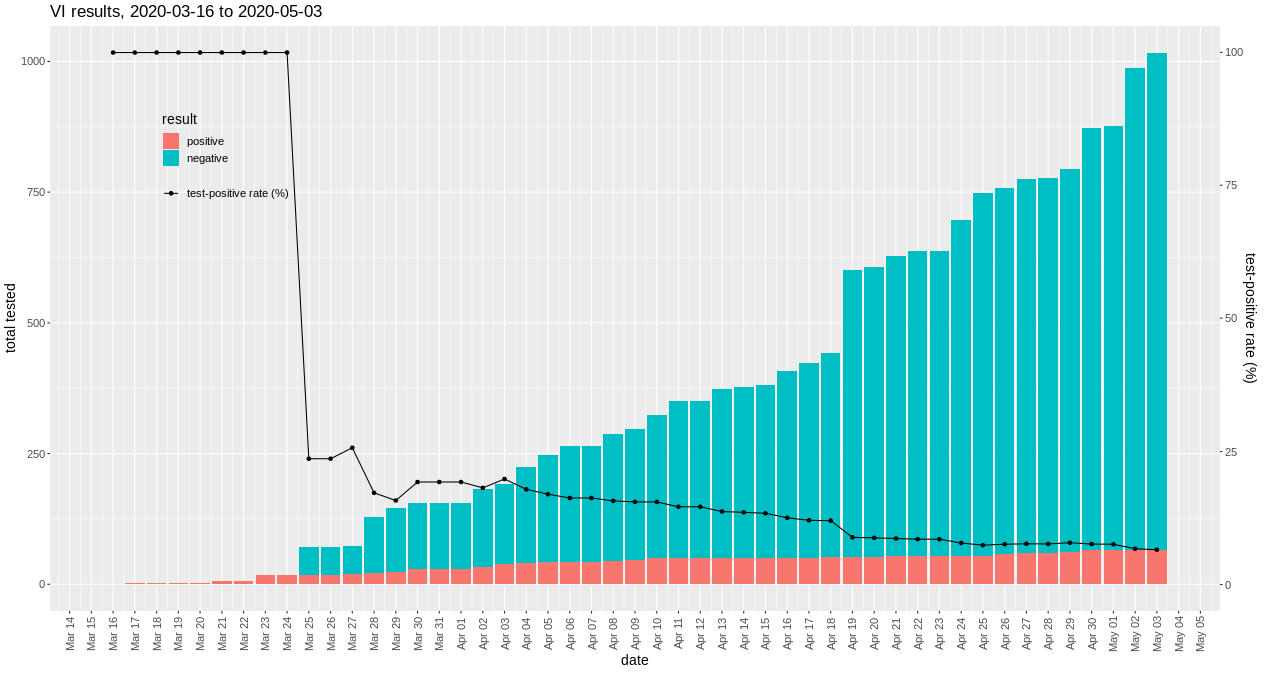 VI results, 2020-03-16 to 2020-05-03
total tested
1000
750
500
250
0
result
positive
negative
test-positive rate (%)
100
75
50
25
0
test-positive rate (%)
Mar 14
Mar 15
Mar 16
Mar 17
Mar 18
Mar 19
Mar 20
Mar 21
Mar 22
Mar 23
Mar 24
Mar 25
Mar 26
Mar 27
Mar 28
Mar 29
Mar 30
Mar 31
Apr 01
Apr 02
Apr 03
Apr 04
Apr 05
Apr 06
Apr 07
Apr 08
Apr 09
Apr 10
Apr 11
Apr 12
Apr 13
Apr 14
Apr 15
Apr 16
Apr 17
Apr 18
Apr 19
Apr 20
Apr 21
Apr 22
Apr 23
Apr 24
Apr 25
Apr 26
Apr 27
Apr 28
Apr 29
Apr 30
May 01
May 02
May 03
May 04
May 05
date